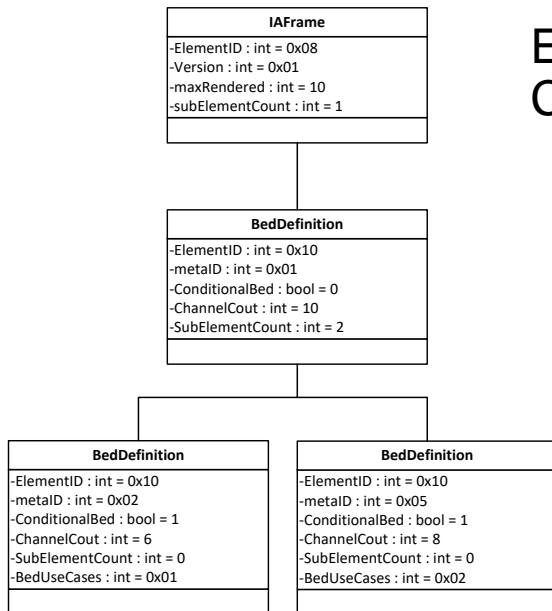 IAFrame
-ElementID : int = 0x08
-Version : int = 0x01
-maxRendered : int = 10
-subElementCount : int = 1
BedDefinition
-ElementID : int = 0x10
-metaID : int = 0x01
-ConditionalBed : bool = 0
-ChannelCout : int = 10
-SubElementCount : int = 2
BedDefinition
-ElementID : int = 0x10
-metaID : int = 0x02
-ConditionalBed : bool = 1
-ChannelCout : int = 6
-SubElementCount : int = 0
-BedUseCases : int = 0x01
BedDefinition
-ElementID : int = 0x10
-metaID : int = 0x05
-ConditionalBed : bool = 1
-ChannelCout : int = 8
-SubElementCount : int = 0
-BedUseCases : int = 0x02